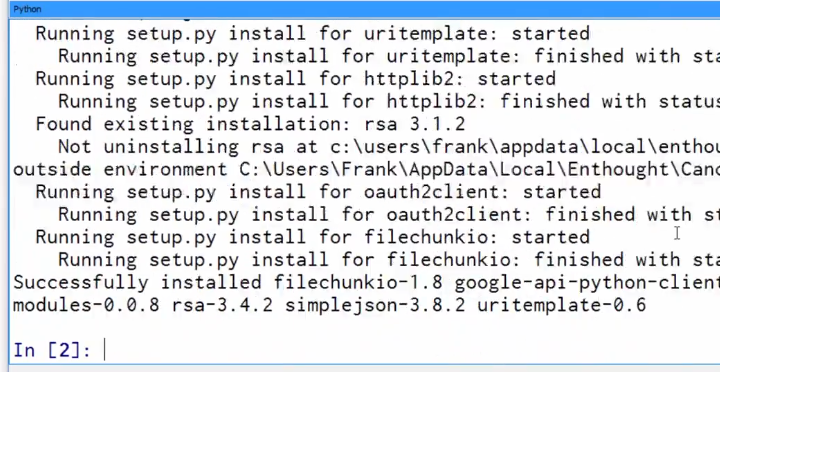 Python
Running setup.py install for uritemplate: started
Running setup.py install for uritemplate: finished with sta
Running setup.py install for httplib2: started
Running setup.py install for httplib2: finished with status
Found existing installation: rsa 3.1.2
Not uninstalling rsa at c:\users\frank\appdata\local\enthou
outside environment C:\Users\Frank\AppData\Local\Enthought\Canc
Running setup.py install for oauth2client: started
Running setup.py install for oauth2client: finished with st
Running setup.py install for filechunkio: started
Running setup.py install for filechunkio: finished with sta
Successfully installed filechunkio-1.8 google-api-python-client
modules-0.0.8 rsa-3.4.2 simplejson-3.8.2 uritemplate-0.6
In [2]: